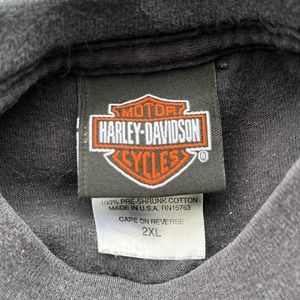 MOTOR
HARLEY-DAVIDSON
CYCLES
®
100% PRE-SHRUNK COTTON
MADE IN U.S.A. RN15763
CARE ON REVERSE
2XL